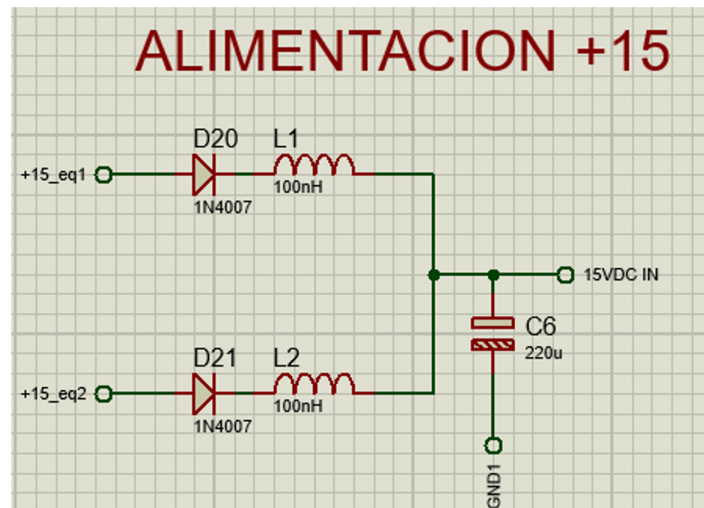 ALIMENTACION +15
D20
L1
+15_eq1
100nH
1N4007
15VDC IN
C6
220u
D21
L2
+15_eq2
100nH
1N4007
GND1